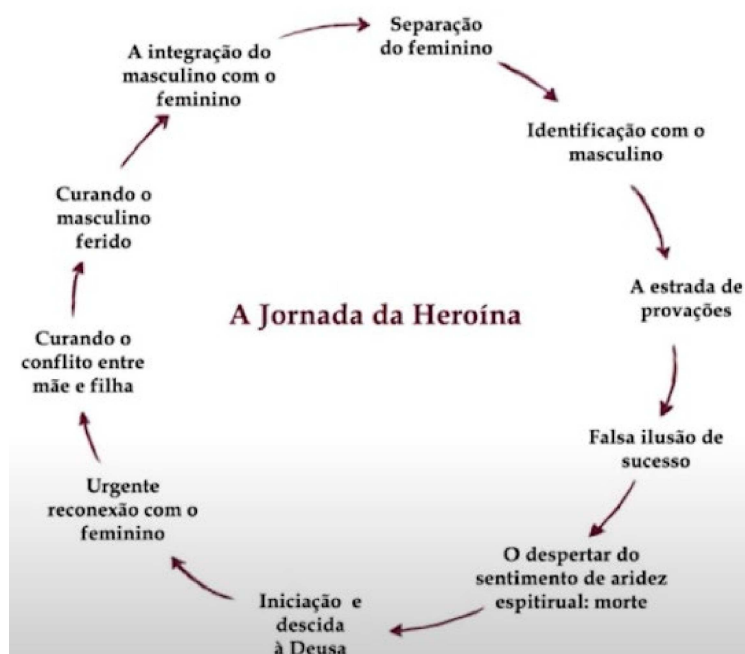 Separação
do feminino
Identificação com o
masculino
A estrada de
provações
Falsa ilusão de
sucesso
O despertar do
sentimento de aridez
espitirual: morte
Iniciação e
descida
à Deusa
Urgente
reconexão com o
feminino
Curando o
conflito entre
mãe e filha
Curando o
masculino
ferido
A integração do
masculino com o
feminino
A Jornada da Heroína